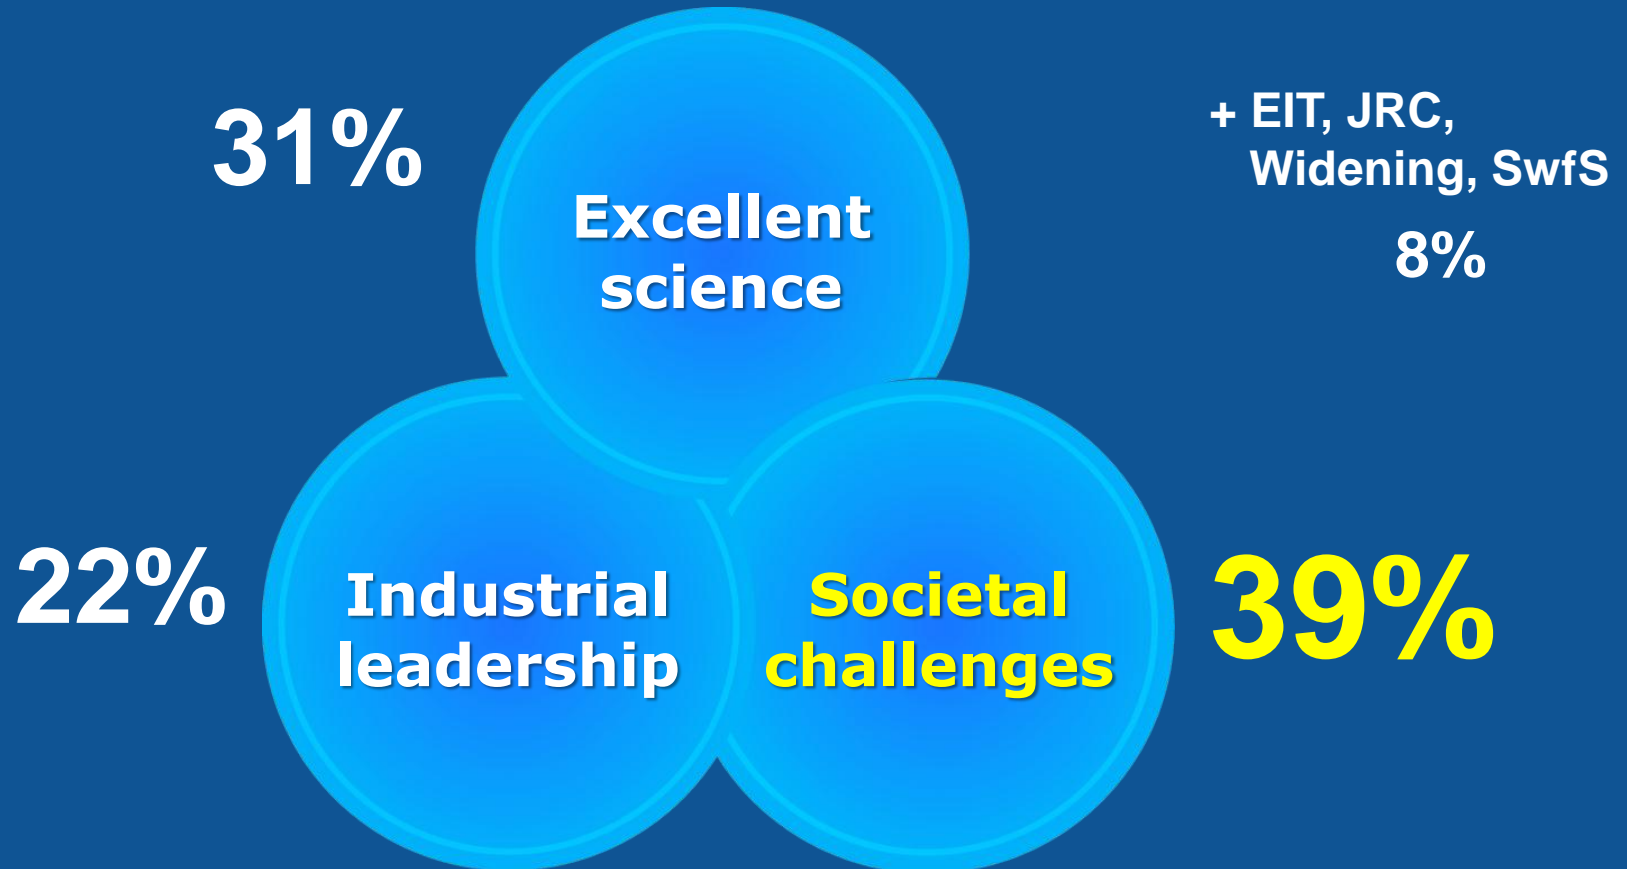 31%
Excellent
science
+ EIT, JRC,
Widening, SwfS
8%
22%
Industrial
leadership
Societal
challenges
39%